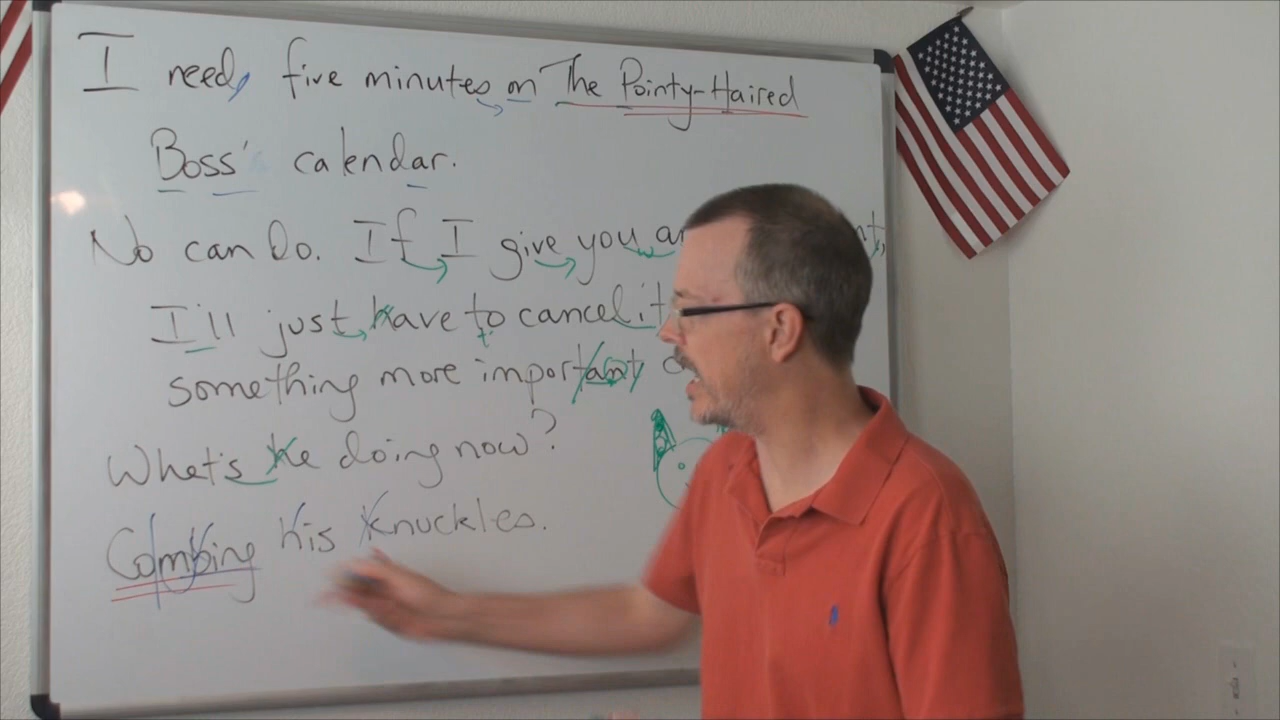 I need five minutes on The Pointy-Haired
Boss' calendar.
No can do. If I give you
I'll just have to cancel it
something more important
What's he doing now?
Combing his knuckles.